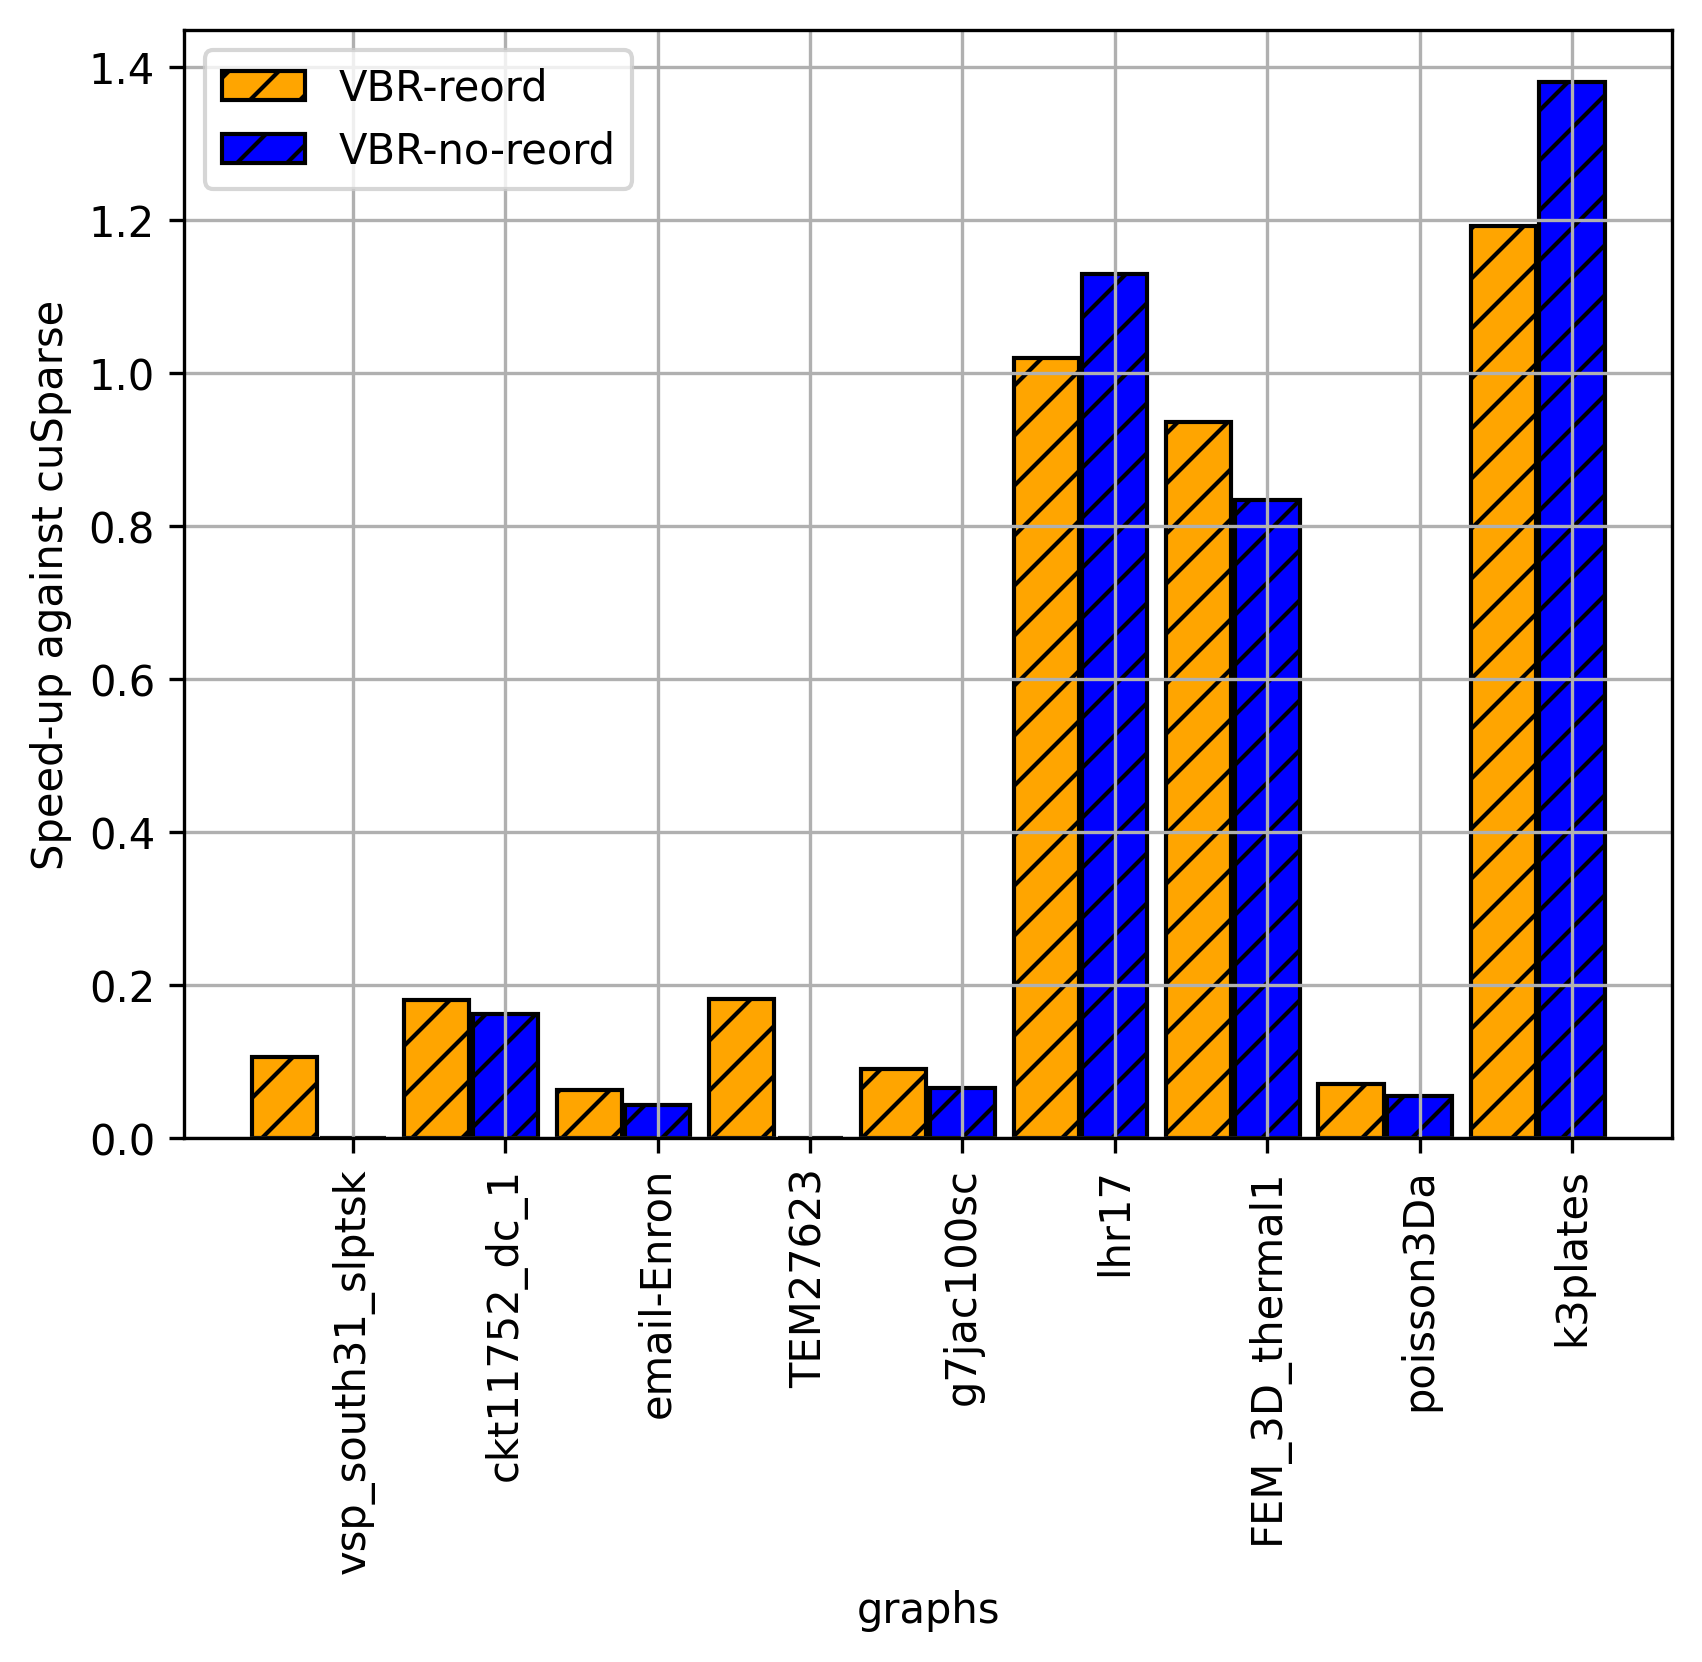 VBR-reord
VBR-no-reord
Speed-up against cuSparse
1.4
1.2
1.0
0.8
0.6
0.4
0.2
0.0
vsp_south31_slptsk
ckt11752_dc_1
email-Enron
TEM27623
g7jac100sc
lhr17
FEM_3D_thermal1
poisson3Da
k3plates
graphs